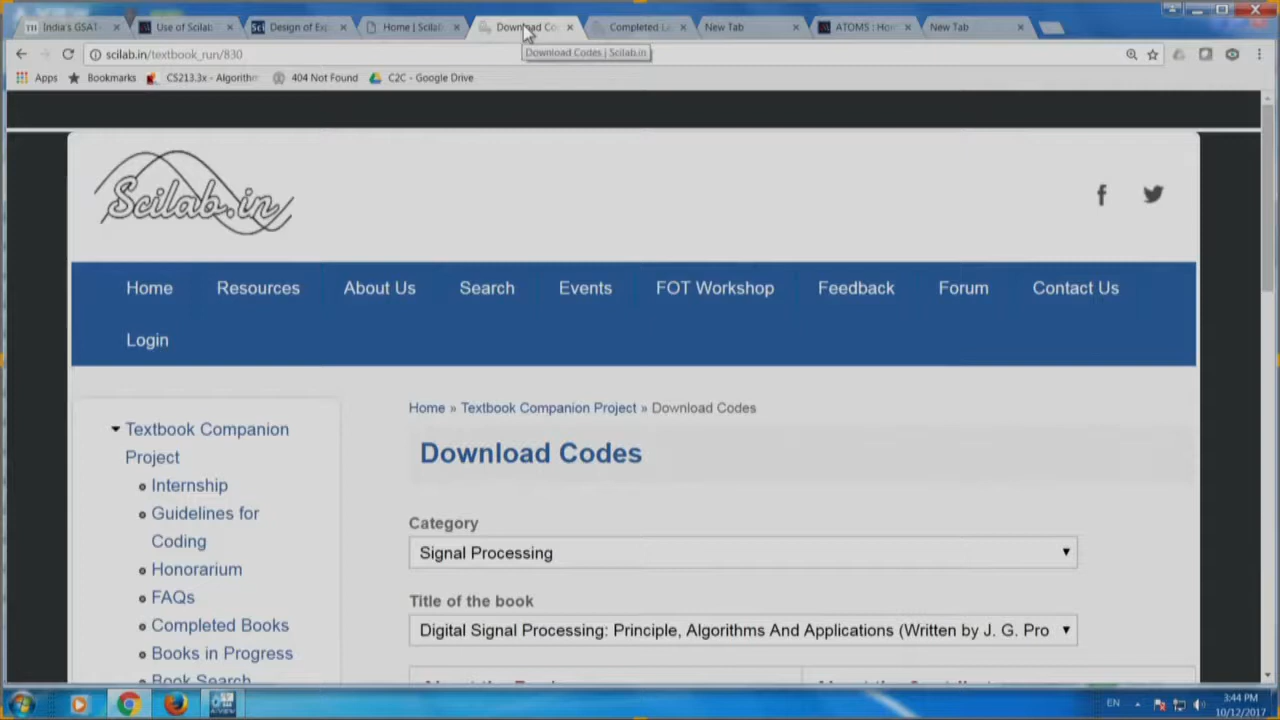 India's GSAT
Use of Scilab
Design of Exp
Home | Scilab
Download Co
Completed L
New Tab
ATOMS : Ho
New Tab
scilab.in/textbook_run/830
Download Codes | Scilab.in
Apps
Bookmarks
CS213.3x - Algorithm
404 Not Found
C2C - Google Drive
Scilab.in
Home
Resources
About Us
Search
Events
FOT Workshop
Feedback
Forum
Contact Us
Login
Home » Textbook Companion Project » Download Codes
Textbook Companion
Project
Internship
Guidelines for
Coding
Honorarium
FAQs
Completed Books
Books in Progress
Book Search
Download Codes
Category
Signal Processing
Title of the book
Digital Signal Processing: Principle, Algorithms And Applications (Written by J. G. Pro
EN
3:44 PM
10/12/2017